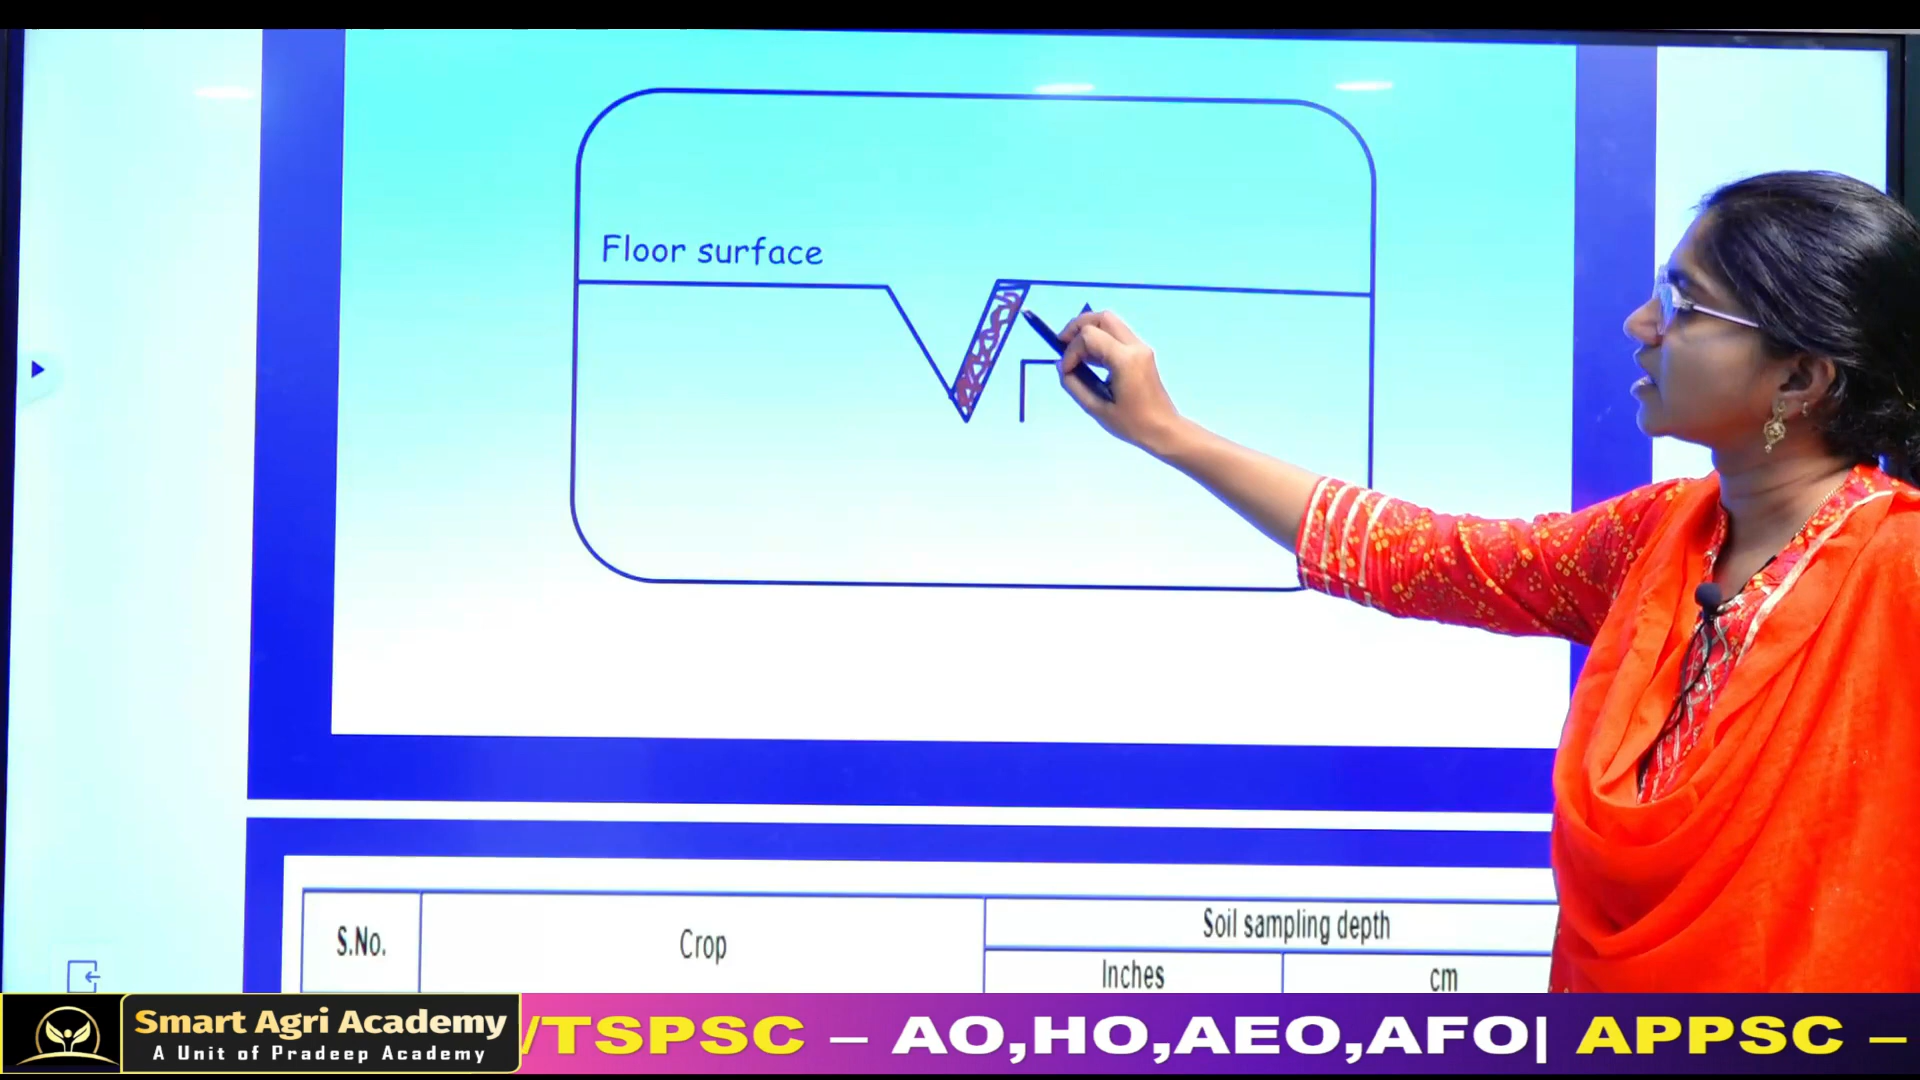 Floor surface
S.No.
Crop
Soil sampling depth
Inches
cm
Smart Agri Academy
A Unit of Pradeep Academy
/TSPSC – AO,HO,AEO,AFO| APPSC –